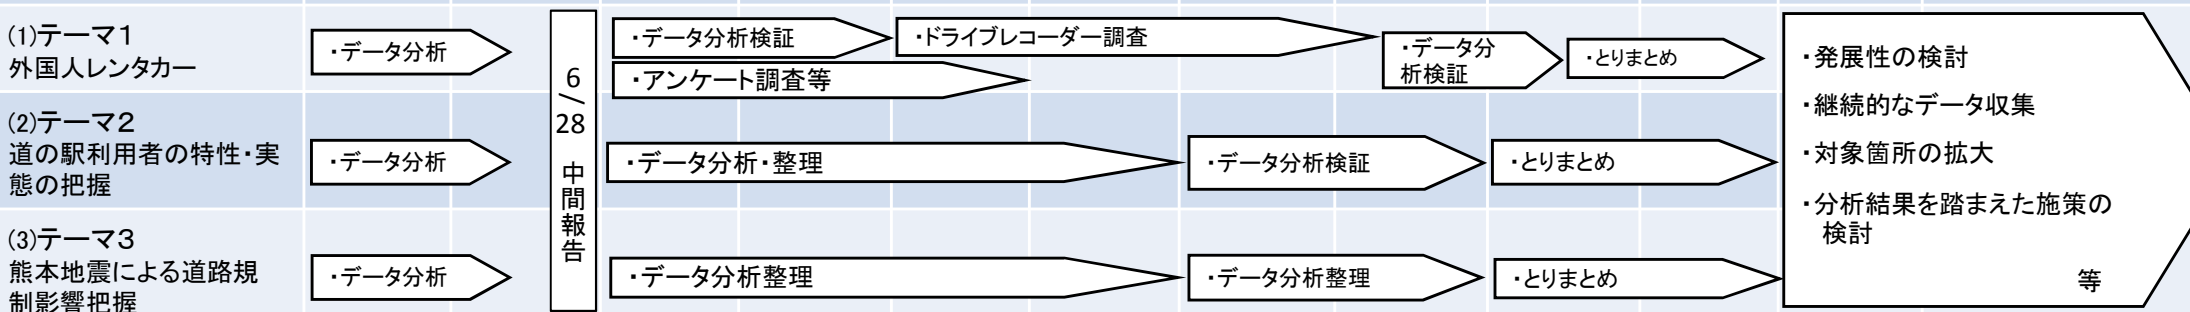 (1)テーマ1
外国人レンタカー
・データ分析
6/28 中間報告
・データ分析検証
・ドライブレコーダー調査
・アンケート調査等
・データ分
析検証
・とりまとめ
(2)テーマ2
道の駅利用者の特性・実
態の把握
・データ分析
・データ分析・整理
・データ分析検証
・とりまとめ
(3)テーマ3
熊本地震による道路規
制影響把握
・データ分析
・データ分析整理
・データ分析整理
・とりまとめ
・発展性の検討
・継続的なデータ収集
・対象箇所の拡大
・分析結果を踏まえた施策の
検討
等